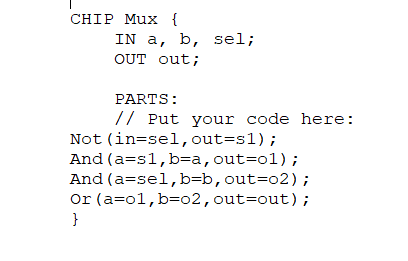 CHIP Mux {
    IN a, b, sel;
    OUT out;

    PARTS:
    // Put your code here:
Not(in=sel,out=s1);
And(a=s1,b=a,out=o1);
And(a=sel,b=b,out=o2);
Or(a=o1,b=o2,out=out);
}